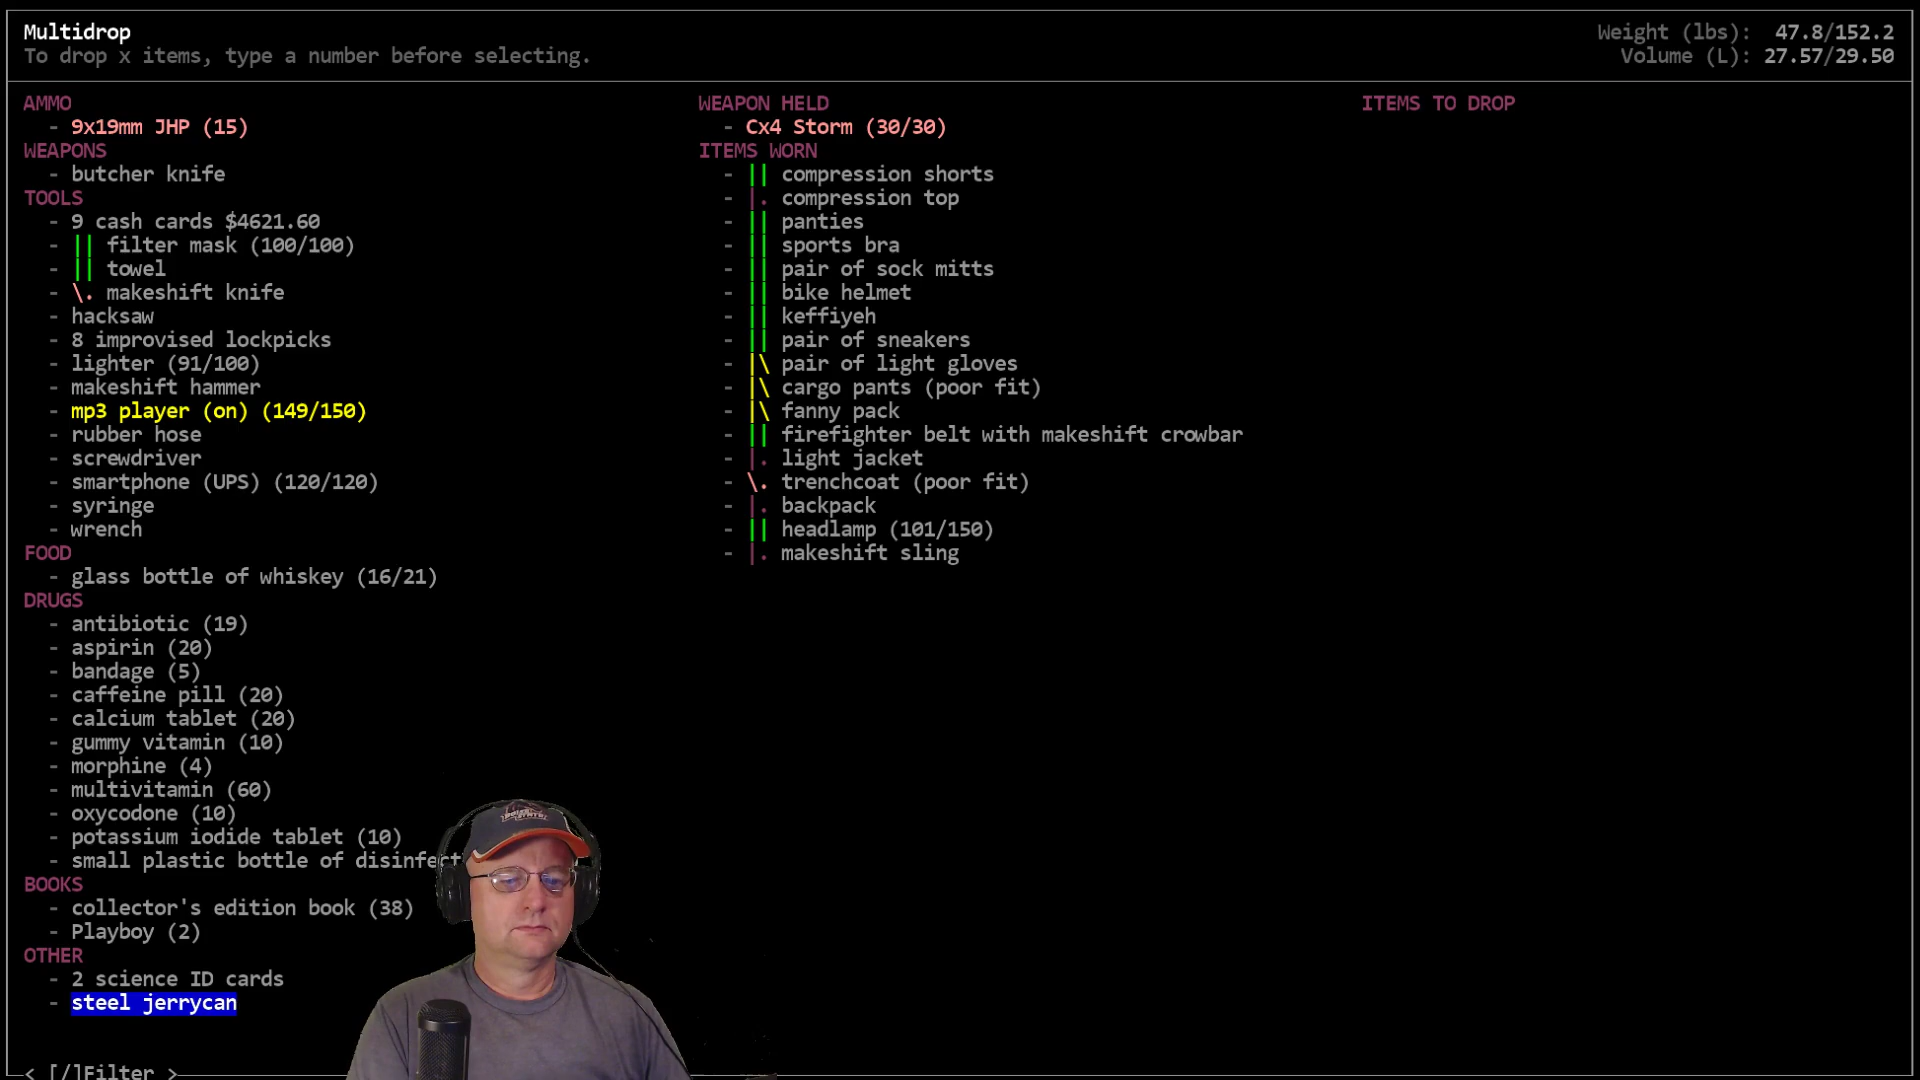 Multidrop
To drop x items, type a number before selecting.
Weight (lbs): 47.8/152.2
Volume (L): 27.57/29.50
AMMO
- 9x19mm JHP (15)
WEAPONS
- butcher knife
TOOLS
- 9 cash cards $4621.60
- || filter mask (100/100)
- || towel
- \. makeshift knife
- hacksaw
- 8 improvised lockpicks
- lighter (91/100)
- makeshift hammer
- mp3 player (on) (149/150)
- rubber hose
- screwdriver
- smartphone (UPS) (120/120)
- syringe
- wrench
FOOD
- glass bottle of whiskey (16/21)
DRUGS
- antibiotic (19)
- aspirin (20)
- bandage (5)
- caffeine pill (20)
- calcium tablet (20)
- gummy vitamin (10)
- morphine (4)
- multivitamin (60)
- oxycodone (10)
- potassium iodide tablet (10)
- small plastic bottle of disinfect
BOOKS
- collector's edition book (38)
- Playboy (2)
OTHER
- 2 science ID cards
- steel jerrycan
< [/]Filter >
WEAPON HELD
- Cx4 Storm (30/30)
ITEMS WORN
- || compression shorts
- |. compression top
- || panties
- || sports bra
- || pair of sock mitts
- || bike helmet
- || keffiyeh
- || pair of sneakers
- |\ pair of light gloves
- |\ cargo pants (poor fit)
- |\ fanny pack
- || firefighter belt with makeshift crowbar
- |. light jacket
- \. trenchcoat (poor fit)
- |. backpack
- || headlamp (101/150)
- |. makeshift sling
ITEMS TO DROP